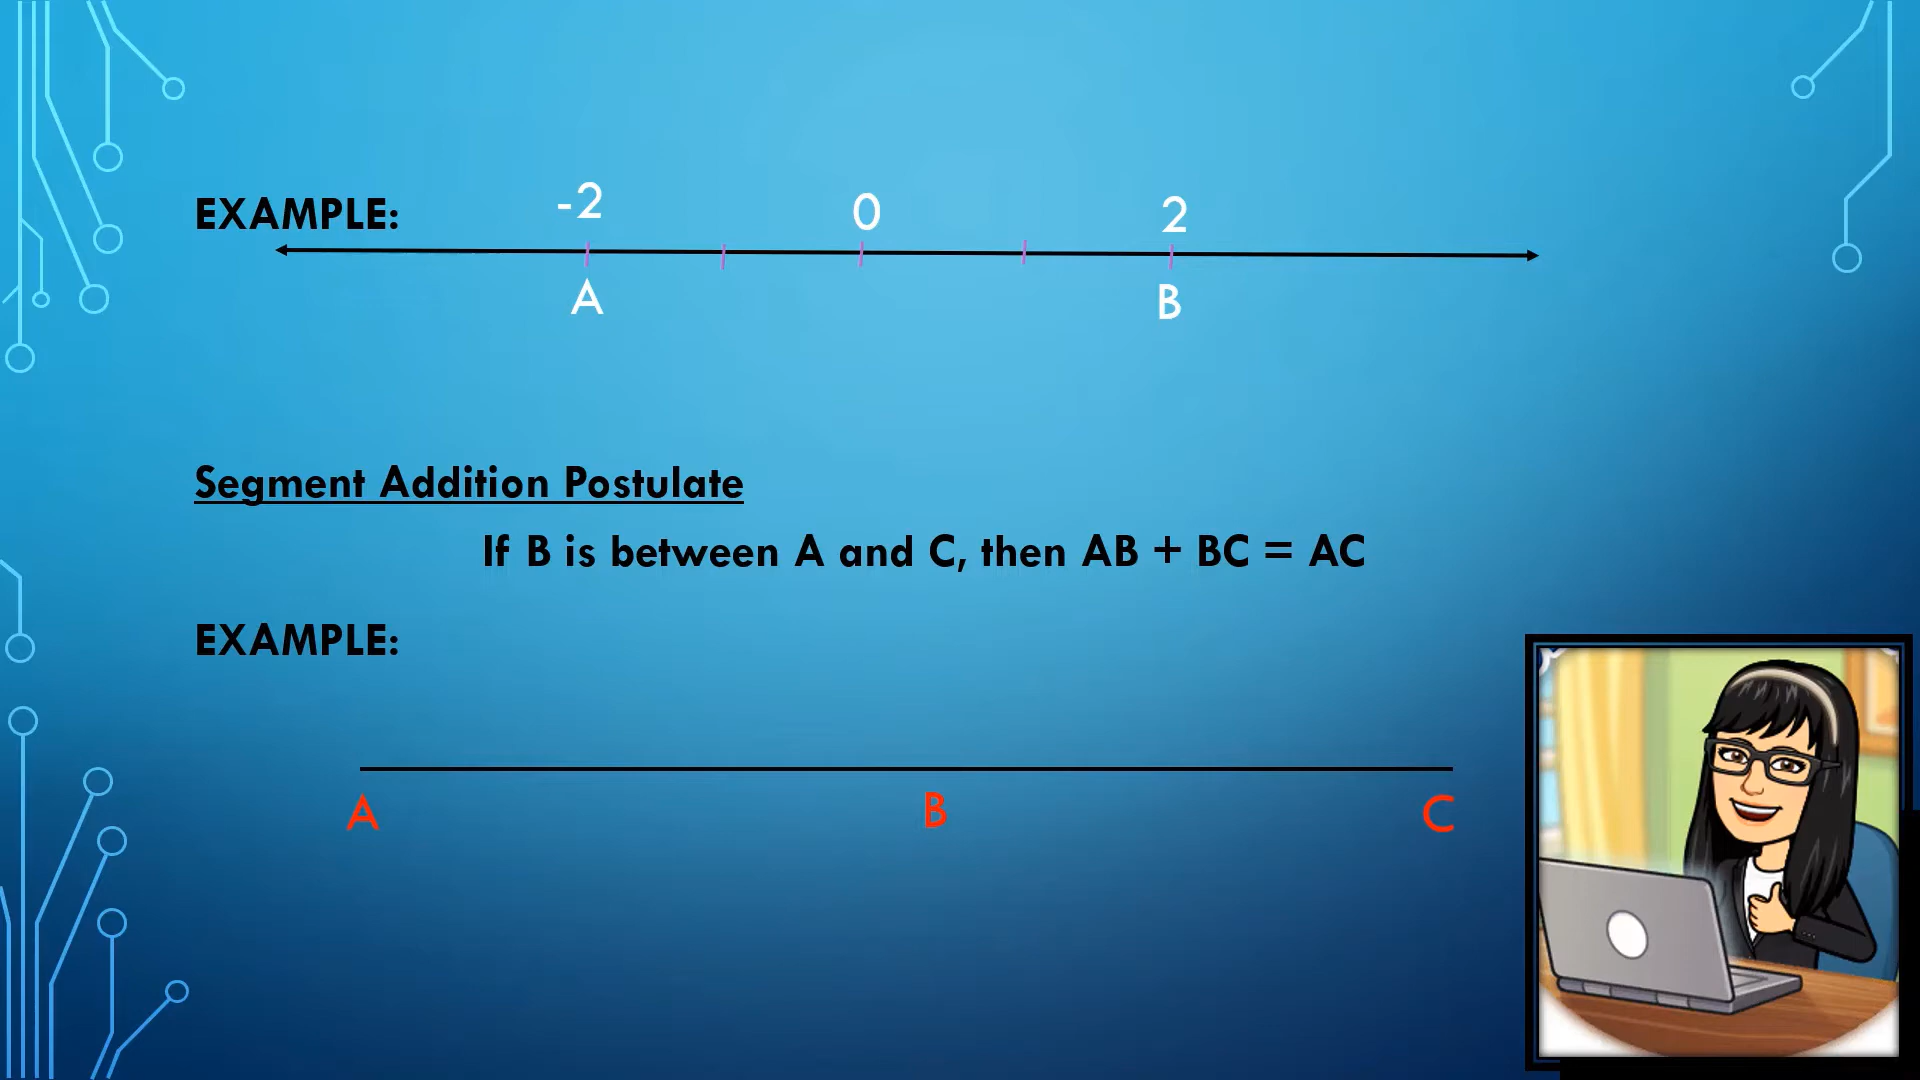 EXAMPLE:
-2 0 2
A B
Segment Addition Postulate
If B is between A and C, then AB + BC = AC
EXAMPLE:
A B C